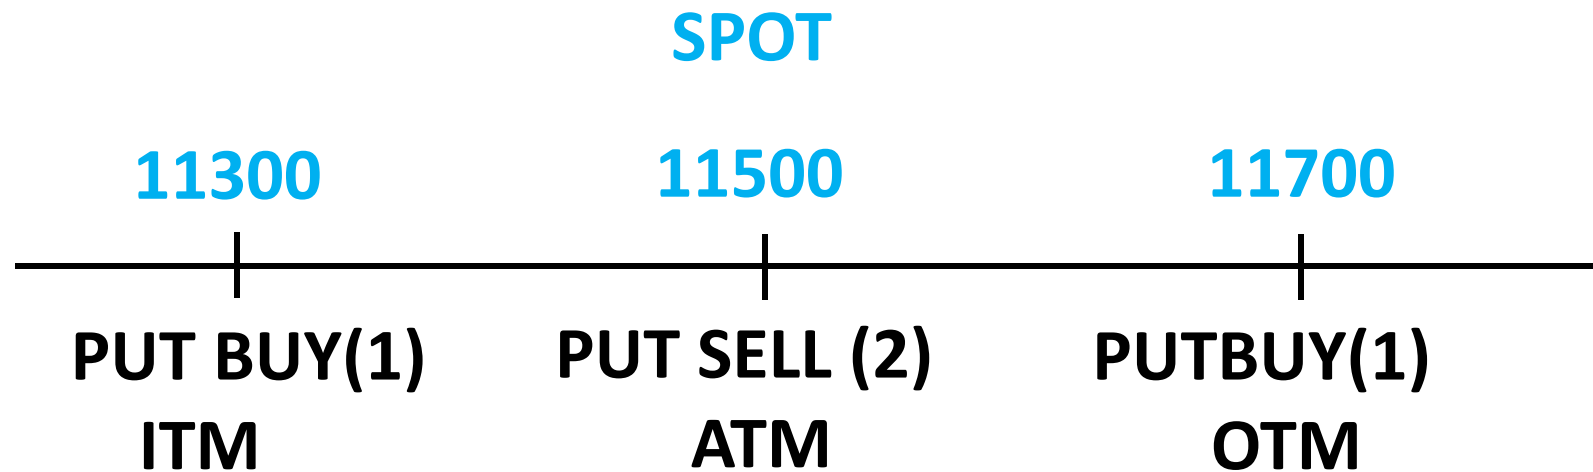 SPOT
11300 11500 11700
PUT BUY(1) PUT SELL (2) PUTBUY(1)
ITM ATM OTM